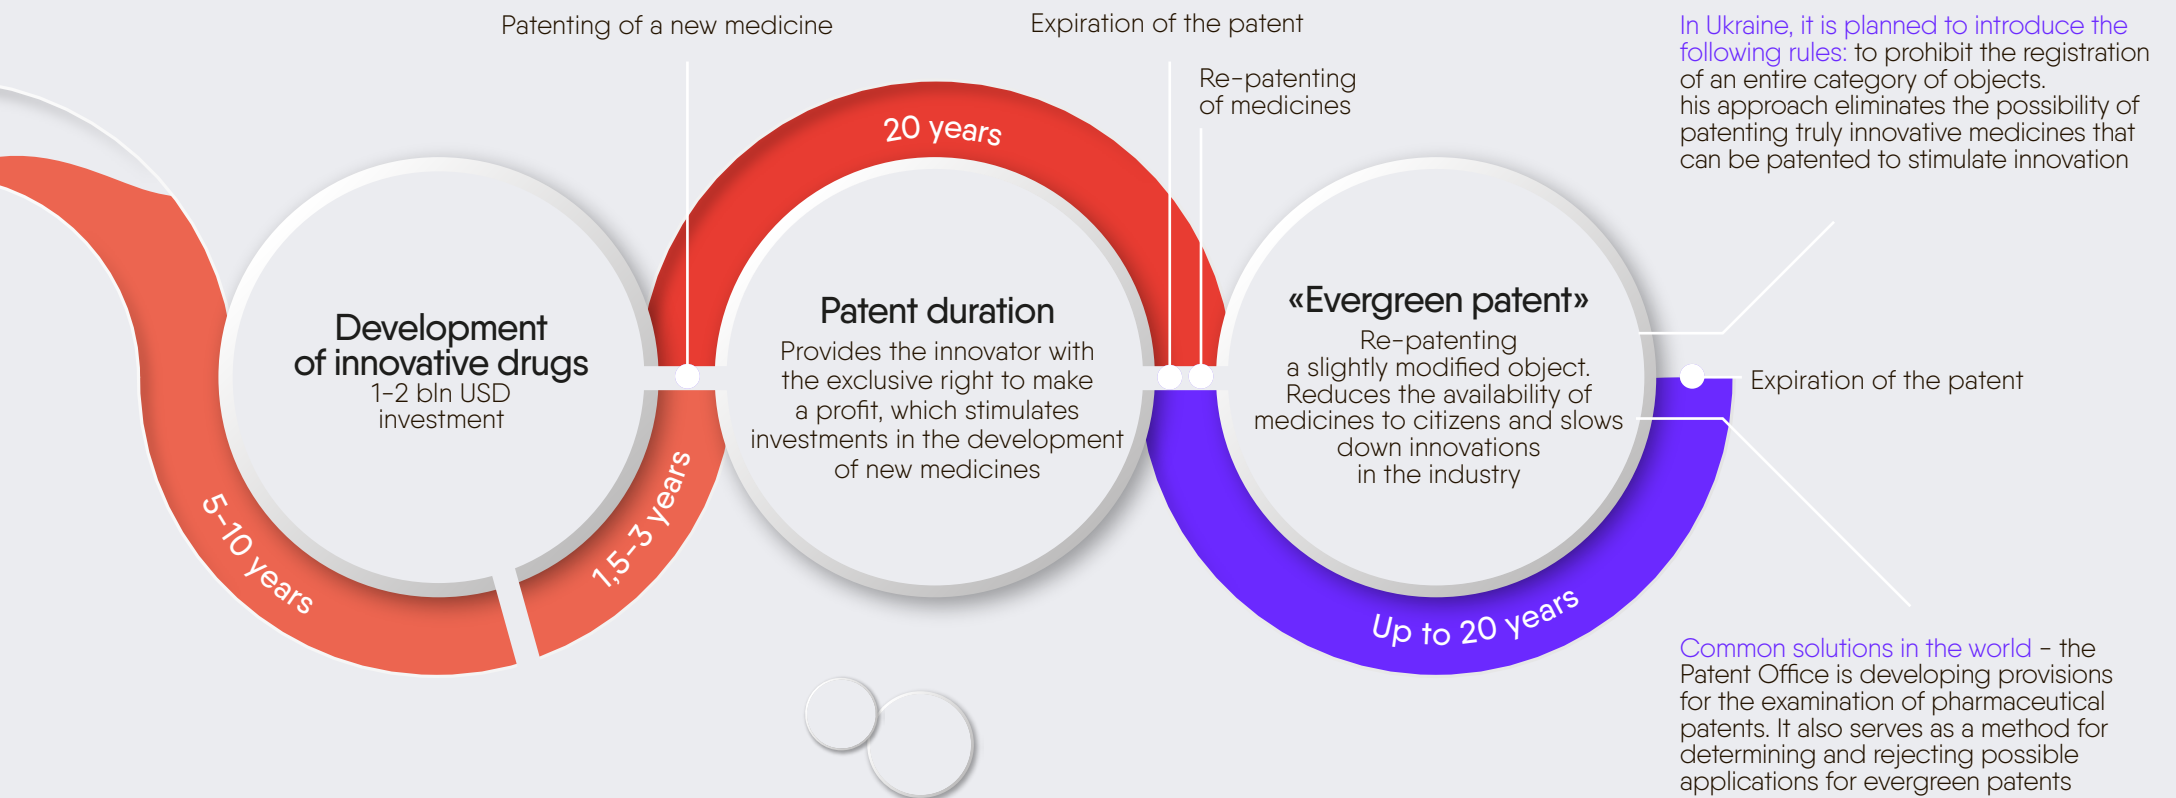 Patenting of a new medicine
Expiration of the patent
Re-patenting
of medicines
In Ukraine, it is planned to introduce the
following rules: to prohibit the registration
of an entire category of objects.
his approach eliminates the possibility of
patenting truly innovative medicines that
can be patented to stimulate innovation
20 years
Development
of innovative drugs
1-2 bln USD
investment
5-10 years
1,5-3 years
Patent duration
Provides the innovator with
the exclusive right to make
a profit, which stimulates
investments in the development
of new medicines
«Evergreen patent»
Re-patenting
a slightly modified object.
Reduces the availability of
medicines to citizens and slows
down innovations
in the industry
Up to 20 years
Expiration of the patent
Common solutions in the world – the
Patent Office is developing provisions
for the examination of pharmaceutical
patents. It also serves as a method for
determining and rejecting possible
applications for evergreen patents